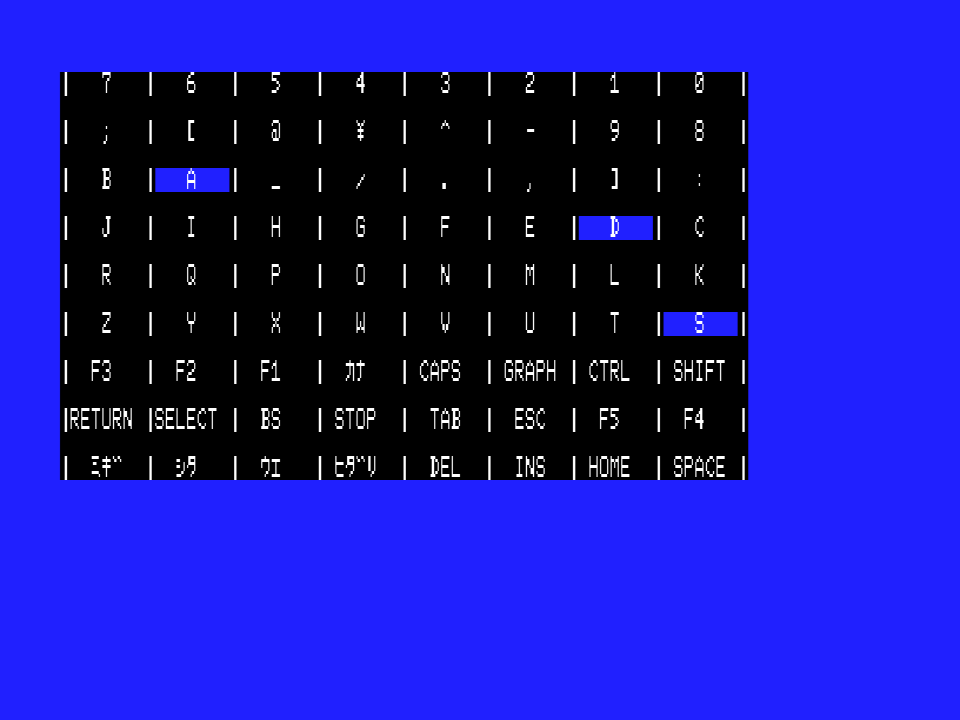 | 7 | 6 | 5 | 4 | 3 | 2 | 1 | 0 |
| ; | [ | @ | ¥ | ^ | - | 9 | 8 |
| B | A | _ | / | . | , | ] | : |
| J | I | H | G | F | E | D | C |
| R | Q | P | O | N | M | L | K |
| Z | Y | X | W | V | U | T | S |
| F3 | F2 | F1 | カナ | CAPS | GRAPH | CTRL | SHIFT |
|RETURN |SELECT | BS | STOP | TAB | ESC | F5 | F4 |
| ミギ | シタ | ウエ | ヒダリ | DEL | INS | HOME | SPACE |